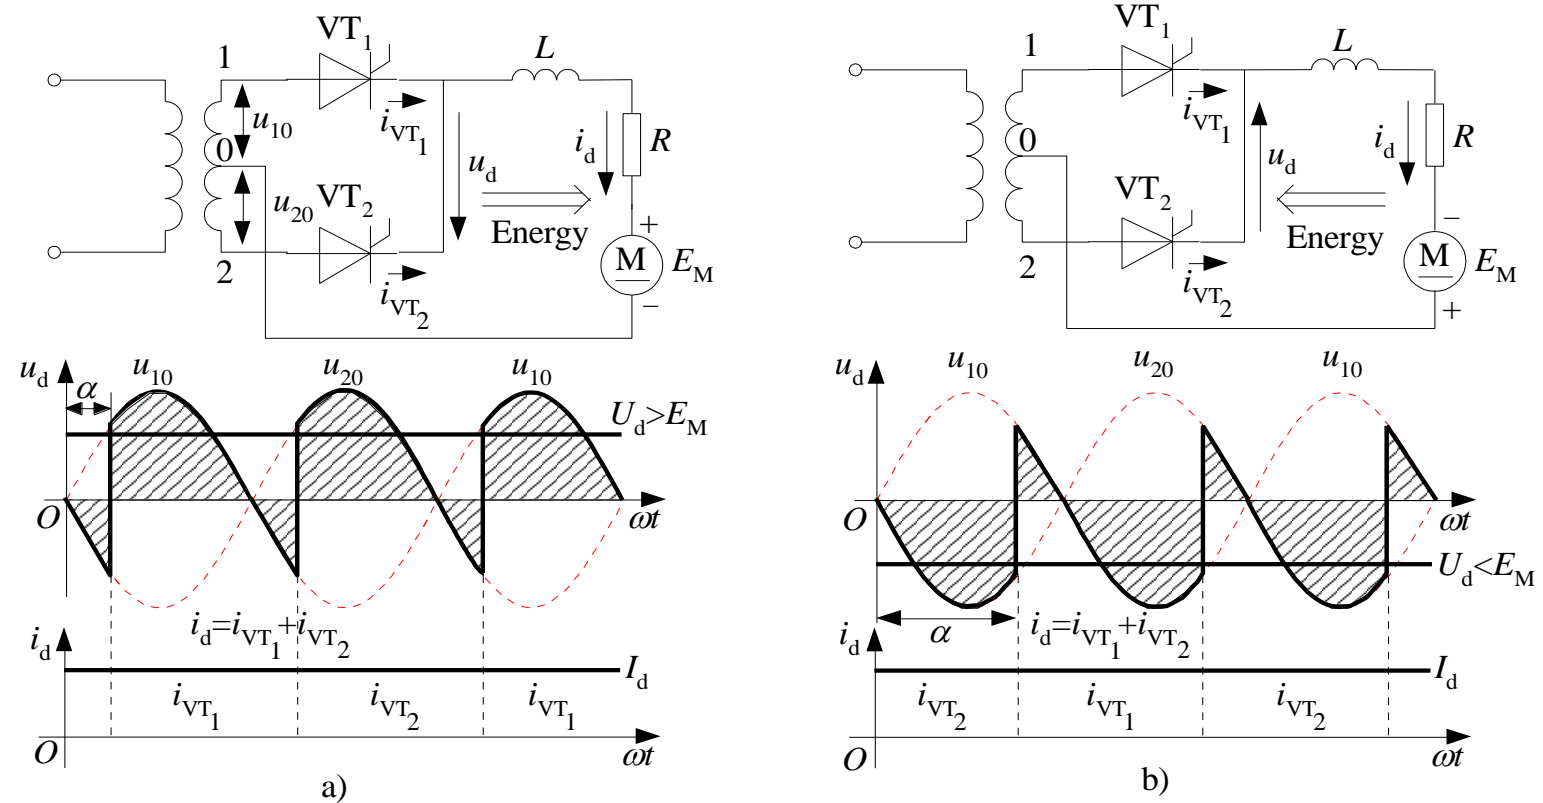 VT1
1
L
u10
iVT1
id
R
0
ud
u20
VT2
Energy
+
M
EM
2
iVT2
−
ud
α
u10
u20
u10
Ud>EM
O
ωt
id=iVT1+iVT2
id
Id
iVT1
iVT2
iVT1
O
ωt
a)
VT1
1
L
iVT1
id
R
0
ud
VT2
Energy
−
M
EM
2
iVT2
+
ud
u10
u20
u10
O
ωt
Ud<EM
α
id=iVT1+iVT2
id
Id
iVT2
iVT1
iVT2
O
ωt
b)